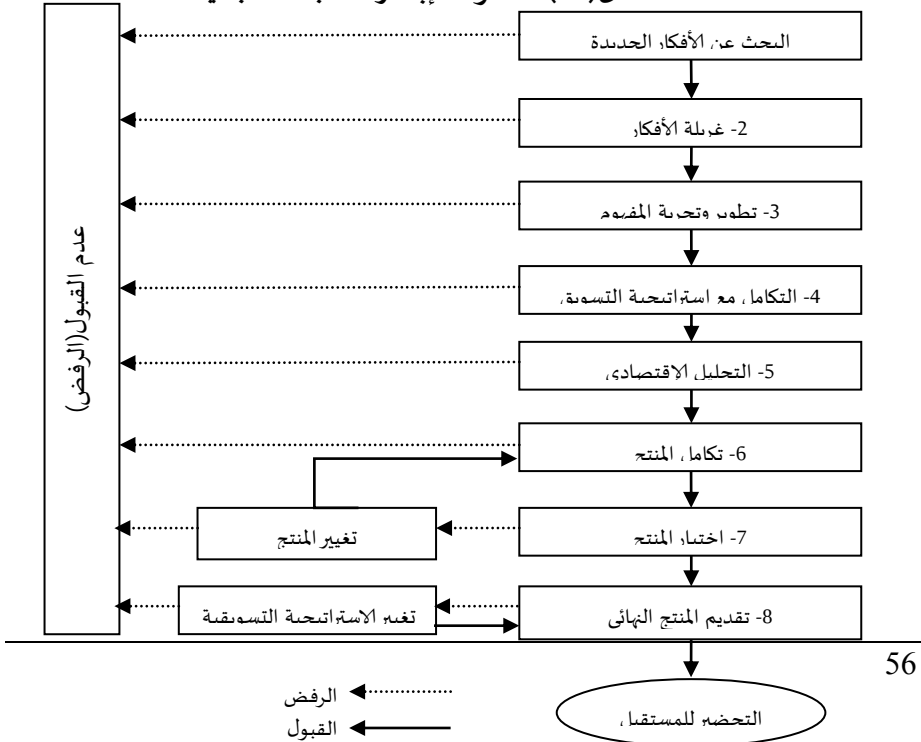 البحث عن الأفكار الجديدة
2- غربلة الأفكار
3- تطوير وتجربة المفهوم
4- التكامل مع استراتيجية التسويق
5- التحليل الاقتصادي
6- تكامل المنتج
7- اختبار المنتج
تغيير المنتج
8- تقديم المنتج النهائي
تغيير الاستراتيجية التسويقية
عدم القبول(الرفض)
56
التحضير للمستقبل
الرفض
القبول